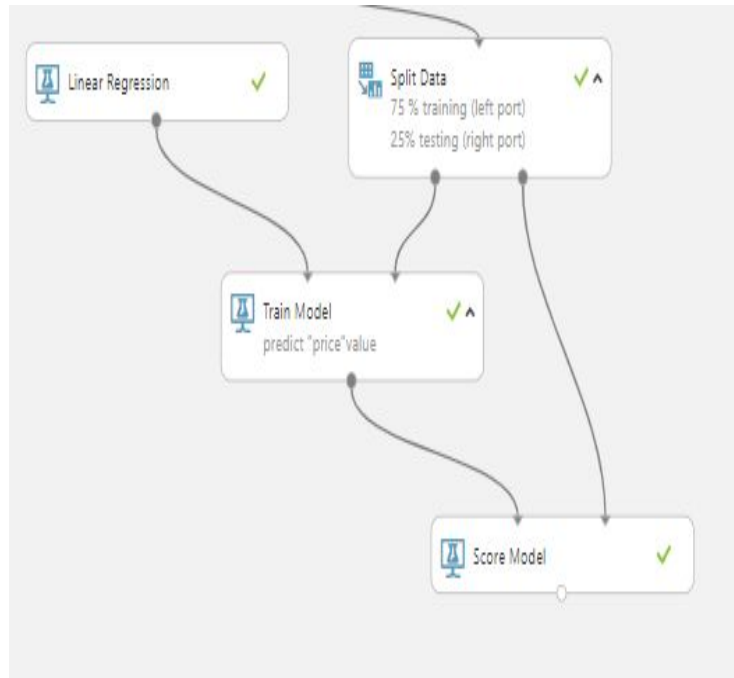 Linear Regression
Split Data
75 % training (left port)
25% testing (right port)
Train Model
predict "price"value
Score Model